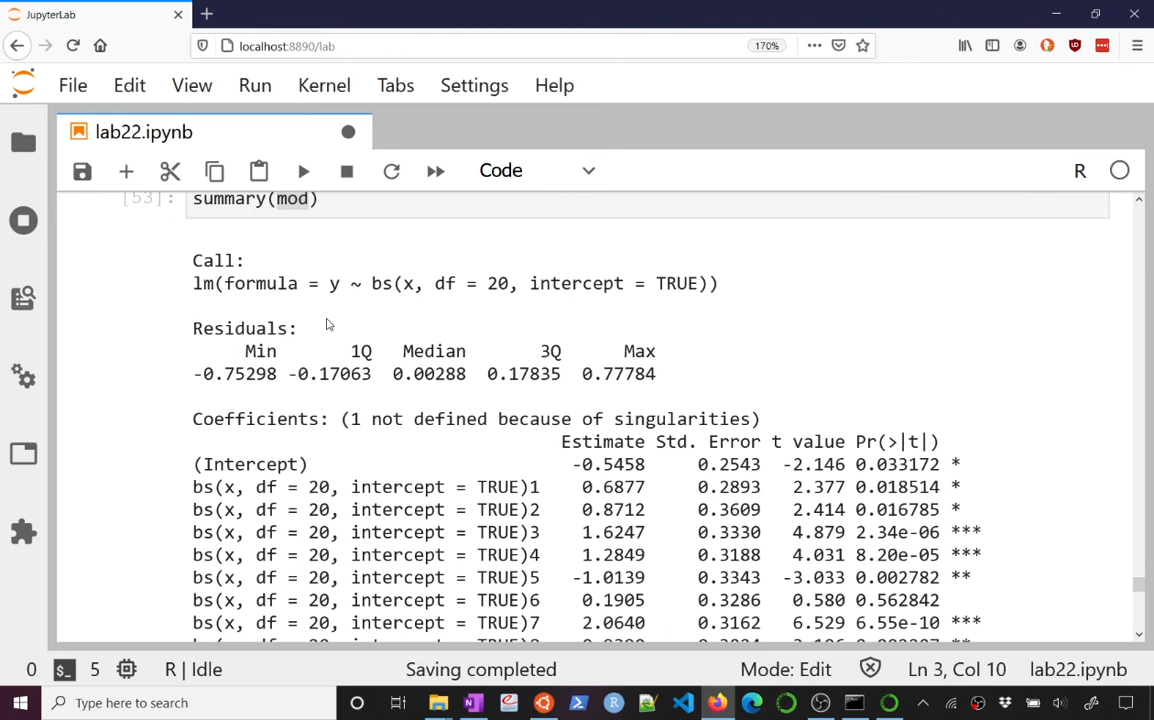 JupyterLab
localhost:8890/lab
170%
File Edit View Run Kernel Tabs Settings Help
lab22.ipynb
Code
R
[53]: summary(mod)
Call:
lm(formula = y ~ bs(x, df = 20, intercept = TRUE))
Residuals:
Min 1Q Median 3Q Max
-0.75298 -0.17063 0.00288 0.17835 0.77784
Coefficients: (1 not defined because of singularities)
Estimate Std. Error t value Pr(>|t|)
(Intercept) -0.5458 0.2543 -2.146 0.033172 *
bs(x, df = 20, intercept = TRUE)1 0.6877 0.2893 2.377 0.018514 *
bs(x, df = 20, intercept = TRUE)2 0.8712 0.3609 2.414 0.016785 *
bs(x, df = 20, intercept = TRUE)3 1.6247 0.3330 4.879 2.34e-06 ***
bs(x, df = 20, intercept = TRUE)4 1.2849 0.3188 4.031 8.20e-05 ***
bs(x, df = 20, intercept = TRUE)5 -1.0139 0.3343 -3.033 0.002782 **
bs(x, df = 20, intercept = TRUE)6 0.1905 0.3286 0.580 0.562842
bs(x, df = 20, intercept = TRUE)7 2.0640 0.3162 6.529 6.55e-10 ***
0 $_ 5 R | Idle Saving completed Mode: Edit Ln 3, Col 10 lab22.ipynb
Type here to search